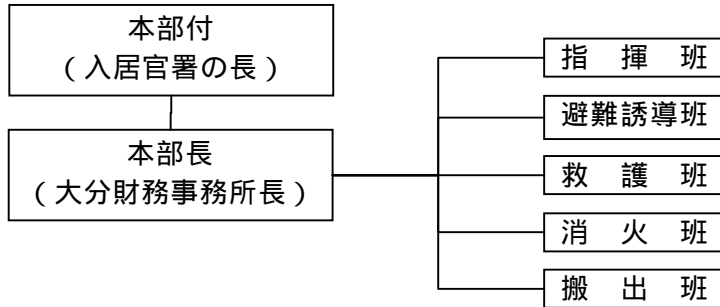 本部付
（入居官署の長）
本部長
（大分財務事務所長）
指　揮　班
避難誘導班
救　護　班
消　火　班
搬　出　班